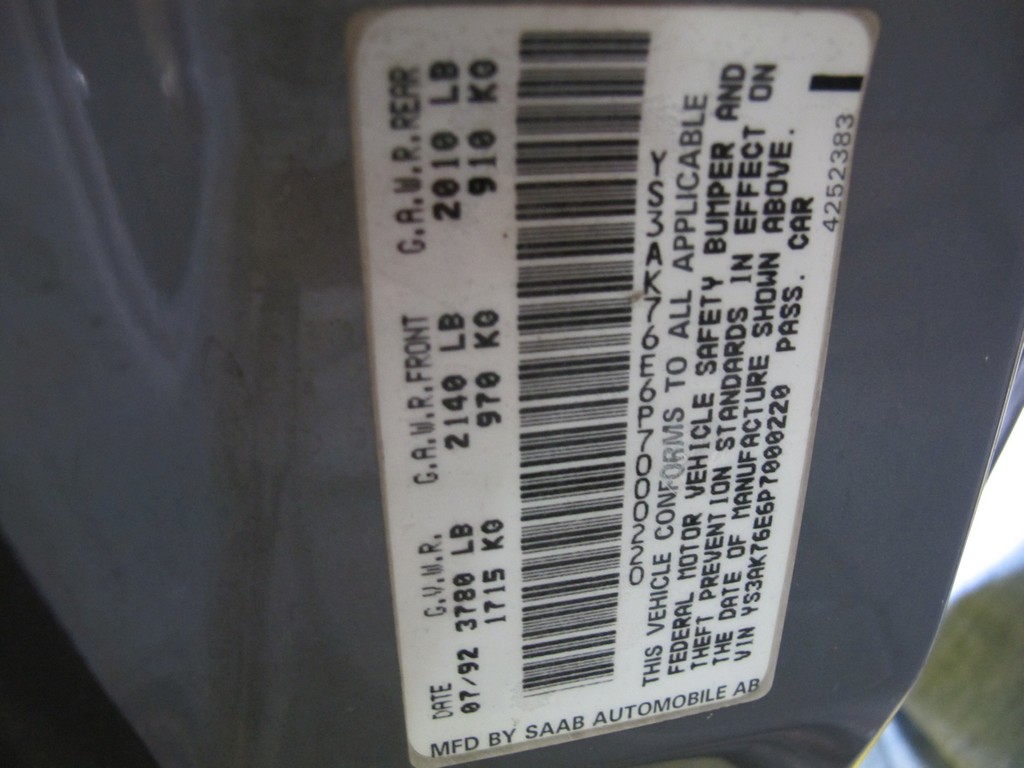 MFD BY SAAB AUTOMOBILE AB
DATE G.V.W.R. G.A.W.R.FRONT G.A.W.R.REAR
07/92 3780 LB 2140 LB 2010 LB
1715 KG 970 KG 910 KG
YS3AK76E6P7000220
THIS VEHICLE CONFORMS TO ALL APPLICABLE
FEDERAL MOTOR VEHICLE SAFETY BUMPER AND
THEFT PREVENTION STANDARDS IN EFFECT ON
THE DATE OF MANUFACTURE SHOWN ABOVE.
VIN YS3AK76E6P7000220 PASS. CAR
4252383